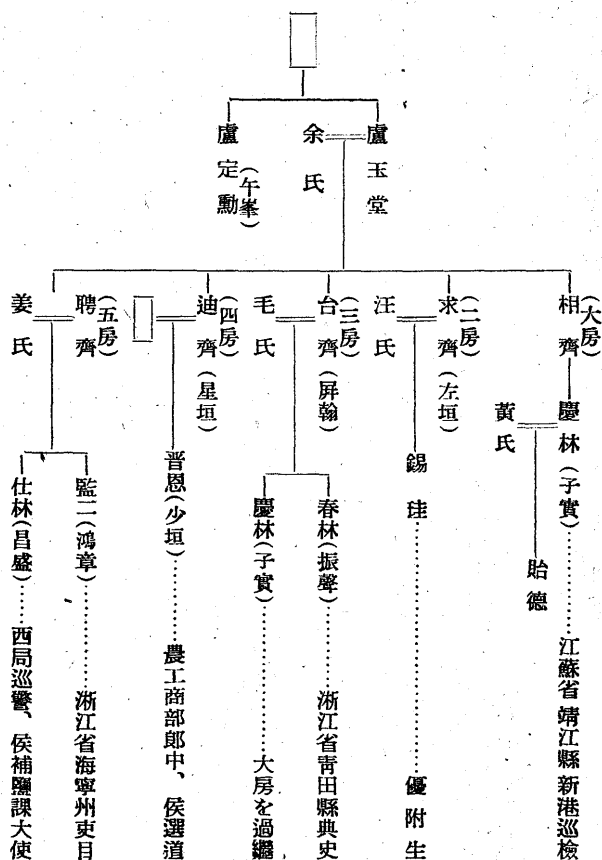 盧玉堂
余氏
盧定勳(午峯)
(大房)
相齊
慶林(子實)……江蘇省靖江縣新港巡檢
黃氏
貽德
(二房)
求齊(左垣)
汪氏
錫珪……優附生
(三房)
台齊(屛翰)
毛氏
春林(振聲)……浙江省靑田縣典史
慶林(子實)……大房を過繼
(四房)
迪齊(星垣)
晋恩(少垣)……農工商部郎中、侯選道
(五房)
聘齊
姜氏
監二(鴻章)……浙江省海寧州吏目
仕林(昌盛)……西局巡警、侯補鹽課大使